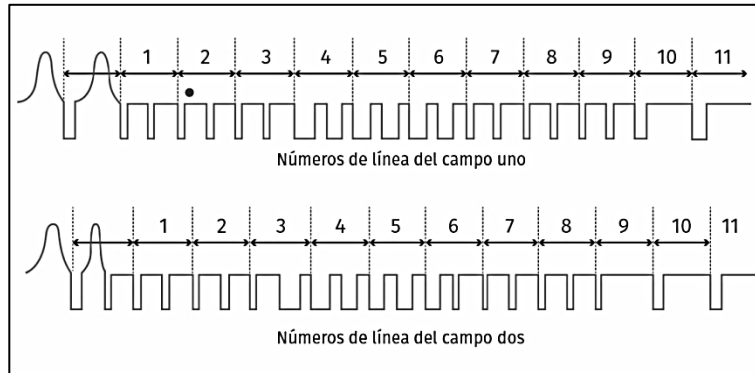 1 2 3 4 5 6 7 8 9 10 11
Números de línea del campo uno
1 2 3 4 5 6 7 8 9 10 11
Números de línea del campo dos